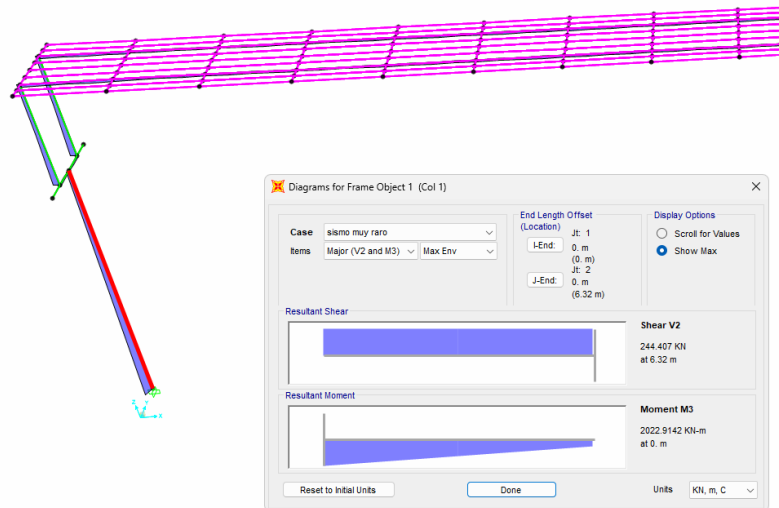 Diagrams for Frame Object 1 (Col 1)
Case
sismo muy raro
Items
Major (V2 and M3)
Max Env
End Length Offset
(Location)
Jt: 1
I-End:
0. m
(0. m)
Jt: 2
J-End:
0. m
(6.32 m)
Display Options
Scroll for Values
Show Max
Resultant Shear
Shear V2
244.407 KN
at 6.32 m
Resultant Moment
Moment M3
2022.9142 KN-m
at 0. m
Reset to Initial Units
Done
Units
KN, m, C
Z
Y
X